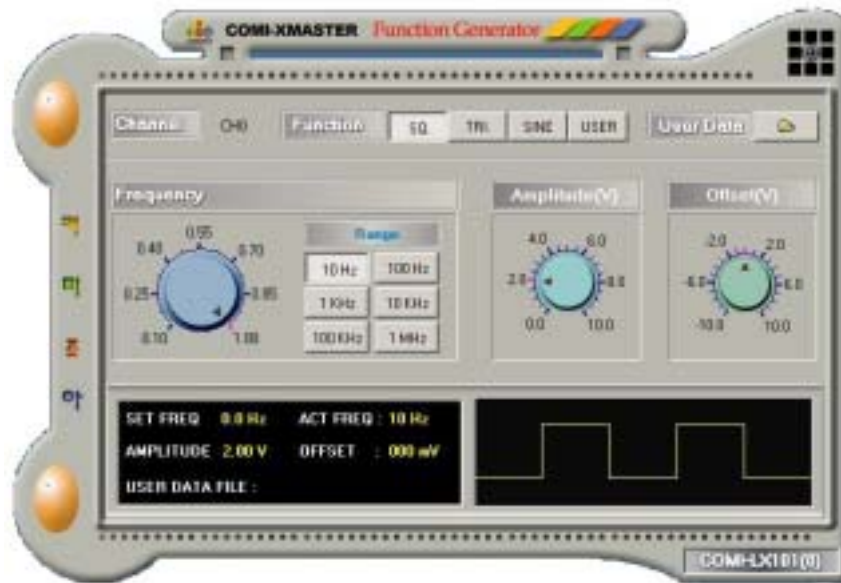 COMI-XMASTER Function Generator
Channel CH0 Function SQ TRI. SINE USER User Data
Frequency
0.10 0.25 0.40 0.55 0.70 0.85 1.00
Range
10 Hz 100 Hz
1 KHz 10 KHz
100 KHz 1 MHz
Amplitude(V)
0.0 2.0 4.0 6.0 8.0 10.0
Offset(V)
-10.0 -6.0 -2.0 2.0 6.0 10.0
SET FREQ 0.0 Hz ACT FREQ : 10 Hz
AMPLITUDE 2.00 V OFFSET : 000 mV
USER DATA FILE :
COMI-LX101(0)